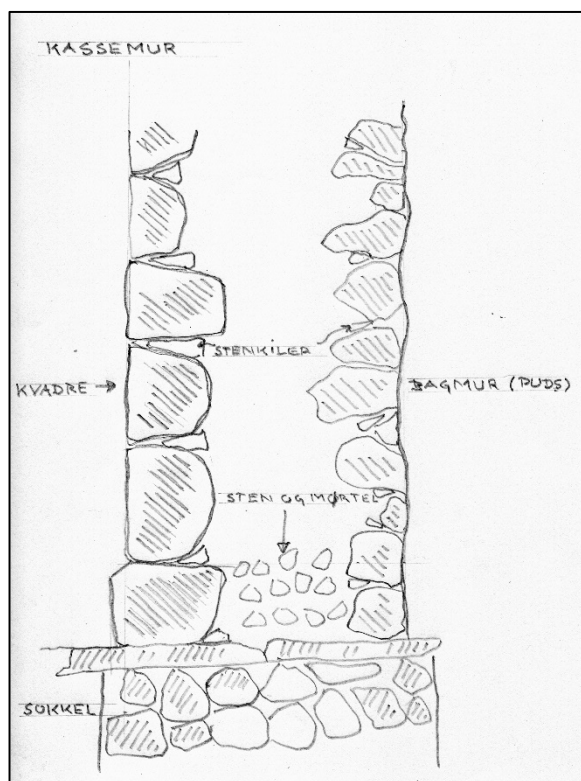 KASSEMUR
STENKILER
KVADRE
BAGMUR (PUDS)
STEN OG MØRTEL
SOKKEL